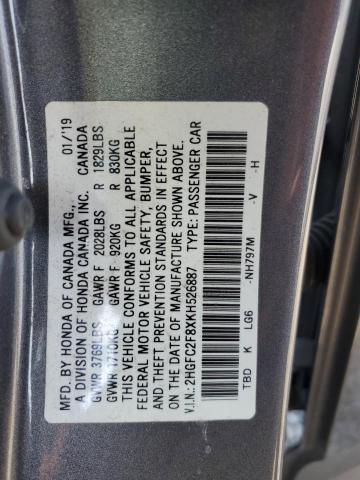 MFD.BY HONDA OF CANADA MFG. 01/'19
A DIVISION OF HONDA CANADA INC. CANADA
GVWR 3769LBS GAWR F 2028LBS R 1829LBS
GVWR 1710KG GAWR F 920KG R 830KG
THIS VEHICLE CONFORMS TO ALL APPLICABLE
FEDERAL MOTOR VEHICLE SAFETY, BUMPER,
AND THEFT PREVENTION STANDARDS IN EFFECT
ON THE DATE OF MANUFACTURE SHOWN ABOVE.
V.I.N.: 2HGFC2F8XKH526887 TYPE: PASSENGER CAR
TBD K LG6 -NH797M -V -H